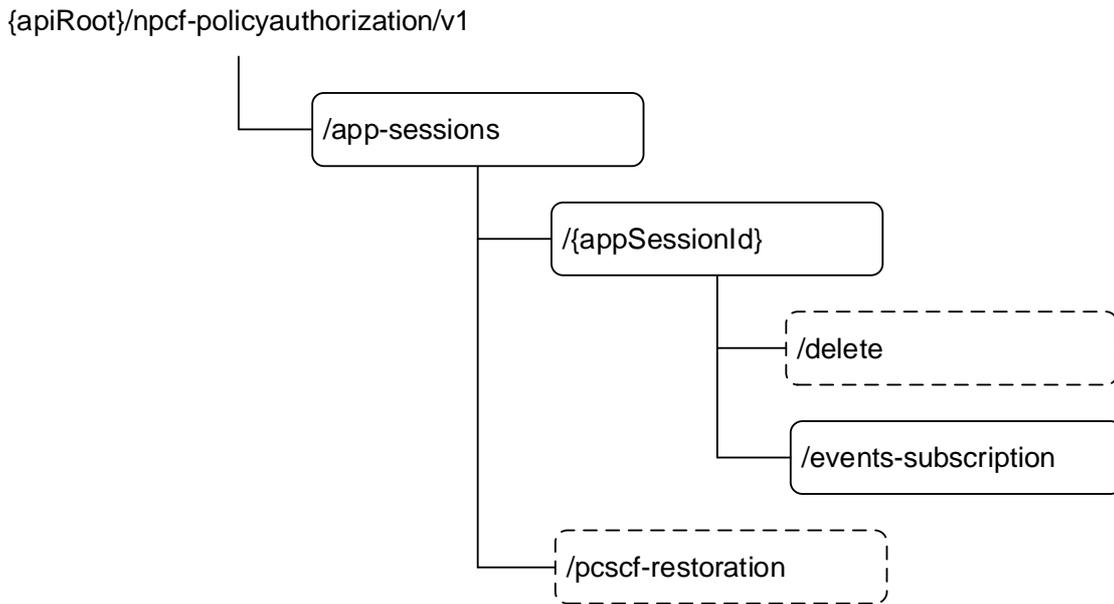 {apiRoot}/npcf-policyauthorization/v1
/app-sessions
/{appSessionId}
/delete
/events-subscription
/pcscf-restoration